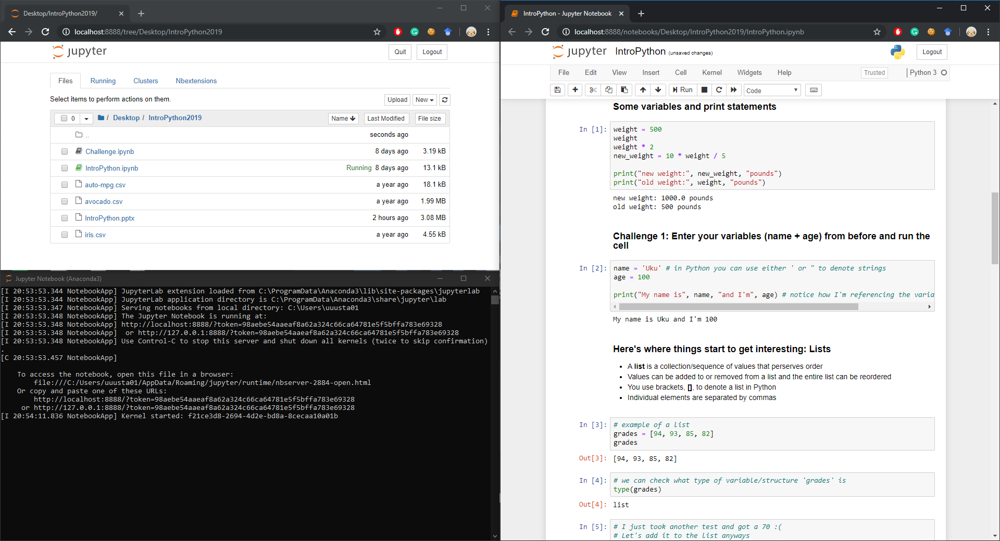 Desktop/IntroPython2019/
localhost:8888/tree/Desktop/IntroPython2019
jupyter
Quit
Logout
Files
Running
Clusters
Nbextensions
Select items to perform actions on them.
Upload
New
0
/ Desktop / IntroPython2019
Name
Last Modified
File size
..
seconds ago
Challenge.ipynb
8 days ago
3.19 kB
IntroPython.ipynb
Running 8 days ago
13.1 kB
auto-mpg.csv
a year ago
18.1 kB
avocado.csv
a year ago
1.99 MB
IntroPython.pptx
2 hours ago
3.08 MB
iris.csv
a year ago
4.55 kB
Jupyter Notebook (Anaconda3)
[I 20:53:53.344 NotebookApp] JupyterLab extension loaded from C:\ProgramData\Anaconda3\lib\site-packages\jupyterlab
[I 20:53:53.344 NotebookApp] JupyterLab application directory is C:\ProgramData\Anaconda3\share\jupyter\lab
[I 20:53:53.347 NotebookApp] Serving notebooks from local directory: C:\Users\uuusta01
[I 20:53:53.348 NotebookApp] The Jupyter Notebook is running at:
[I 20:53:53.348 NotebookApp] http://localhost:8888/?token=98aebe54aaeaf8a62a324c66ca64781e5f5bffa783e69328
[I 20:53:53.348 NotebookApp]  or http://127.0.0.1:8888/?token=98aebe54aaeaf8a62a324c66ca64781e5f5bffa783e69328
[I 20:53:53.348 NotebookApp] Use Control-C to stop this server and shut down all kernels (twice to skip confirmation)
.
[C 20:53:53.457 NotebookApp]
To access the notebook, open this file in a browser:
file:///C:/Users/uuusta01/AppData/Roaming/jupyter/runtime/nbserver-2884-open.html
Or copy and paste one of these URLs:
http://localhost:8888/?token=98aebe54aaeaf8a62a324c66ca64781e5f5bffa783e69328
or http://127.0.0.1:8888/?token=98aebe54aaeaf8a62a324c66ca64781e5f5bffa783e69328
[I 20:54:11.836 NotebookApp] Kernel started: f21ce3d8-2694-4d2e-bd8a-8cecaa10a01b
IntroPython - Jupyter Notebook
localhost:8888/notebooks/Desktop/IntroPython2019/IntroPython.ipynb
jupyter IntroPython (unsaved changes)
Logout
File Edit View Insert Cell Kernel Widgets Help
Trusted
Python 3
Run
Code
Some variables and print statements
In [1]: weight = 500
weight
weight * 2
new_weight = 10 * weight / 5
print("new weight:", new_weight, "pounds")
print("old weight:", weight, "pounds")
new weight: 1000.0 pounds
old weight: 500 pounds
Challenge 1: Enter your variables (name + age) from before and run the
cell
In [2]: name = 'Uku' # in Python you can use either ' or " to denote strings
age = 100
print("My name is", name, "and I'm", age) # notice how I'm referencing the varia
My name is Uku and I'm 100
Here's where things start to get interesting: Lists
• A list is a collection/sequence of values that perserves order
• Values can be added to or removed from a list and the entire list can be reordered
• You use brackets, [], to denote a list in Python
• Individual elements are separated by commas
In [3]: # example of a list
grades = [94, 93, 85, 82]
grades
Out[3]: [94, 93, 85, 82]
In [4]: # we can check what type of variable/structure 'grades' is
type(grades)
Out[4]: list
In [5]: # I just took another test and got a 70 :(
# Let's add it to the list anyways